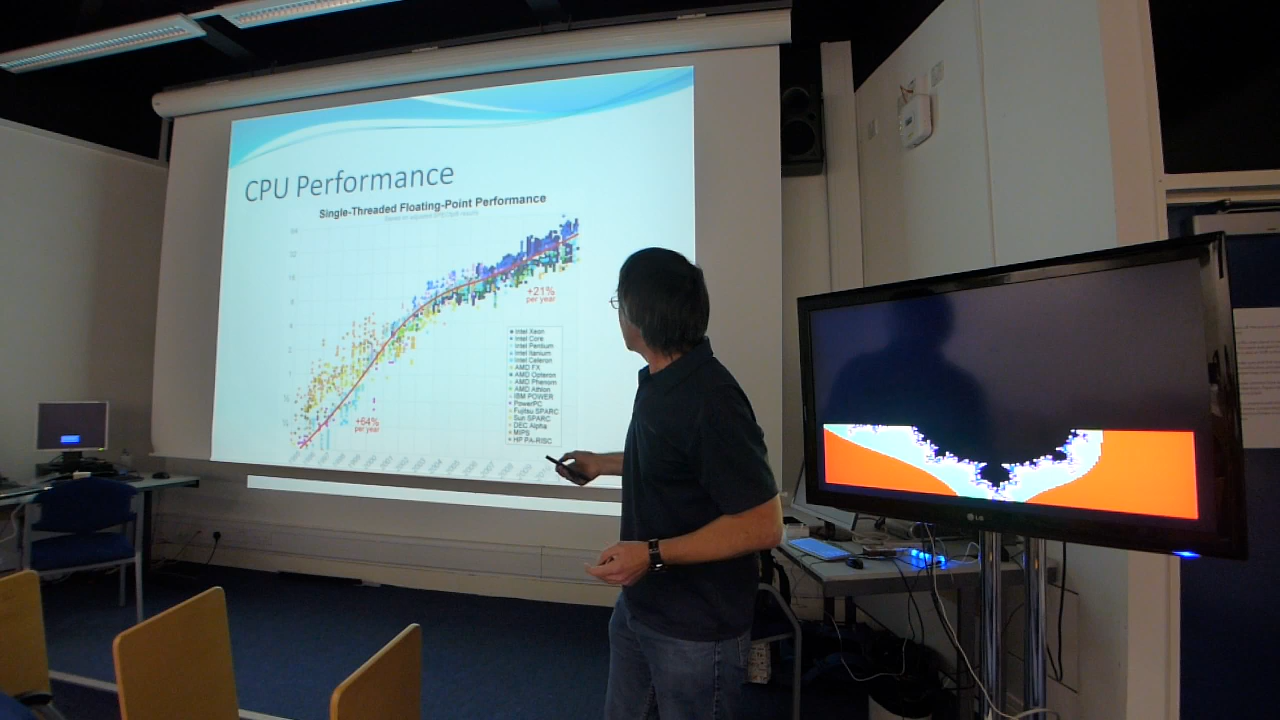 CPU Performance
Single-Threaded Floating-Point Performance
+21%
per year
+64%
per year
Intel Xeon
Intel Core
Intel Pentium
Intel Itanium
Intel Celeron
AMD FX
AMD Opteron
AMD Phenom
AMD Athlon
IBM POWER
PowerPC
Fujitsu SPARC
Sun SPARC
DEC Alpha
MIPS
HP PA-RISC
LG